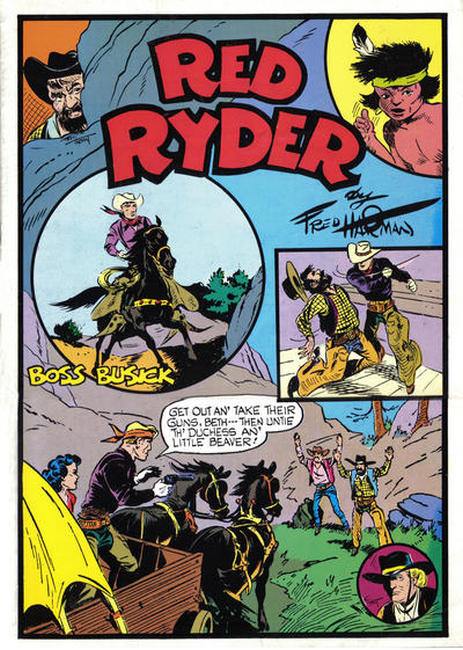 RED
RYDER
By
FRED HARMAN
BOSS BUSICK
GET OUT AN' TAKE THEIR
GUNS, BETH--- THEN UNTIE
TH' DUCHESS AN'
LITTLE BEAVER!